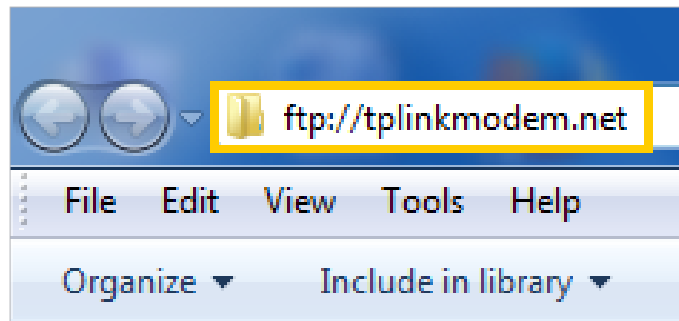 ftp://tplinkmodem.net
File Edit View Tools Help
Organize Include in library